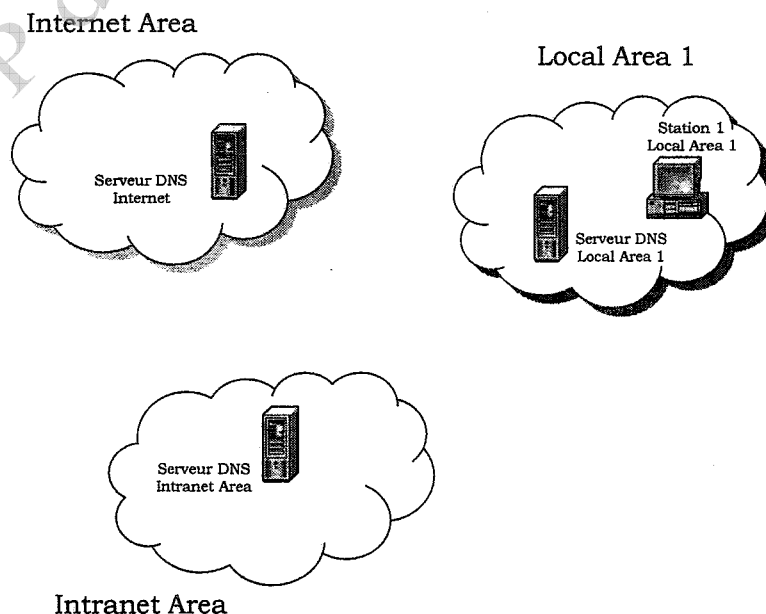 Internet Area
Local Area 1
Station 1
Local Area 1
Serveur DNS
Internet
Serveur DNS
Local Area 1
Serveur DNS
Intranet Area
Intranet Area